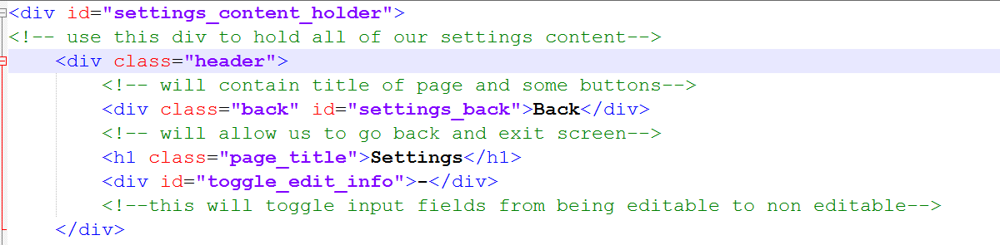 <div id="settings_content_holder">
<!-- use this div to hold all of our settings content-->
<div class="header">
<!-- will contain title of page and some buttons-->
<div class="back" id="settings_back">Back</div>
<!-- will allow us to go back and exit screen-->
<h1 class="page_title">Settings</h1>
<div id="toggle_edit_info">-</div>
<!--this will toggle input fields from being editable to non editable-->
</div>